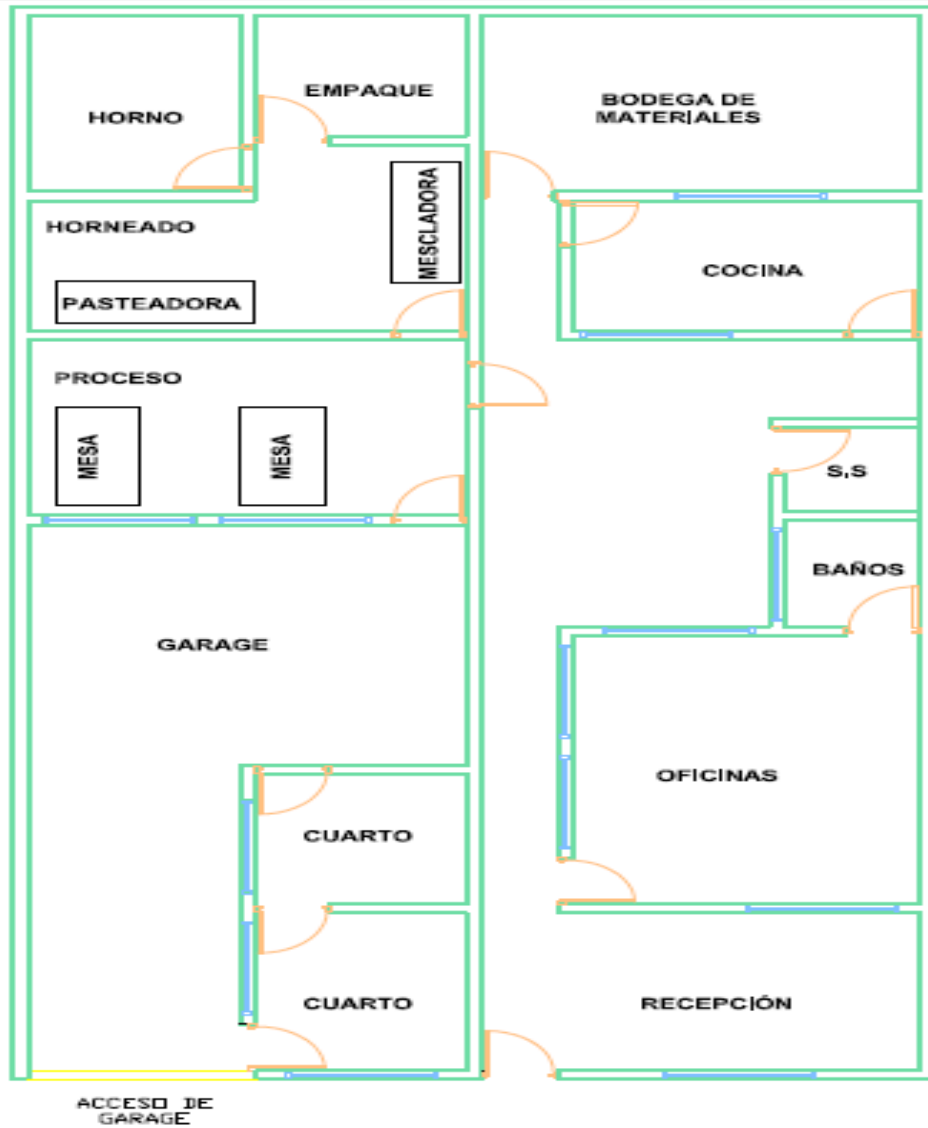 HORNO
EMPAQUE
BODEGA DE
MATERIALES
HORNEADO
MESCLADORA
COCINA
PASTEADORA
PROCESO
MESA
MESA
S.S
BAÑOS
GARAGE
OFICINAS
CUARTO
CUARTO
RECEPCIÓN
ACCESO DE
GARAGE